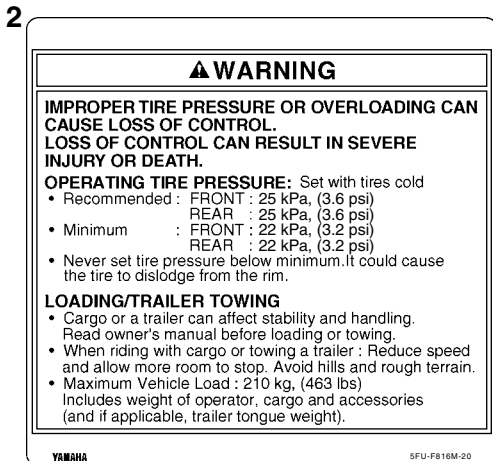 2
⚠WARNING
IMPROPER TIRE PRESSURE OR OVERLOADING CAN
CAUSE LOSS OF CONTROL.
LOSS OF CONTROL CAN RESULT IN SEVERE
INJURY OR DEATH.
OPERATING TIRE PRESSURE: Set with tires cold
• Recommended : FRONT : 25 kPa, (3.6 psi)
REAR : 25 kPa, (3.6 psi)
• Minimum : FRONT : 22 kPa, (3.2 psi)
REAR : 22 kPa, (3.2 psi)
• Never set tire pressure below minimum.It could cause
the tire to dislodge from the rim.
LOADING/TRAILER TOWING
• Cargo or a trailer can affect stability and handling.
Read owner's manual before loading or towing.
• When riding with cargo or towing a trailer : Reduce speed
and allow more room to stop. Avoid hills and rough terrain.
• Maximum Vehicle Load : 210 kg, (463 lbs)
Includes weight of operator, cargo and accessories
(and if applicable, trailer tongue weight).
YAMAHA 5FU-F816M-20